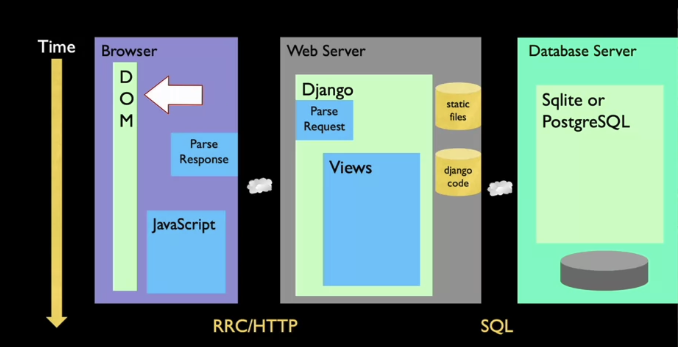 Time
Browser
D
O
M
Parse
Response
JavaScript
Web Server
Django
Parse
Request
Views
static
files
django
code
Database Server
Sqlite or
PostgreSQL
RRC/HTTP
SQL